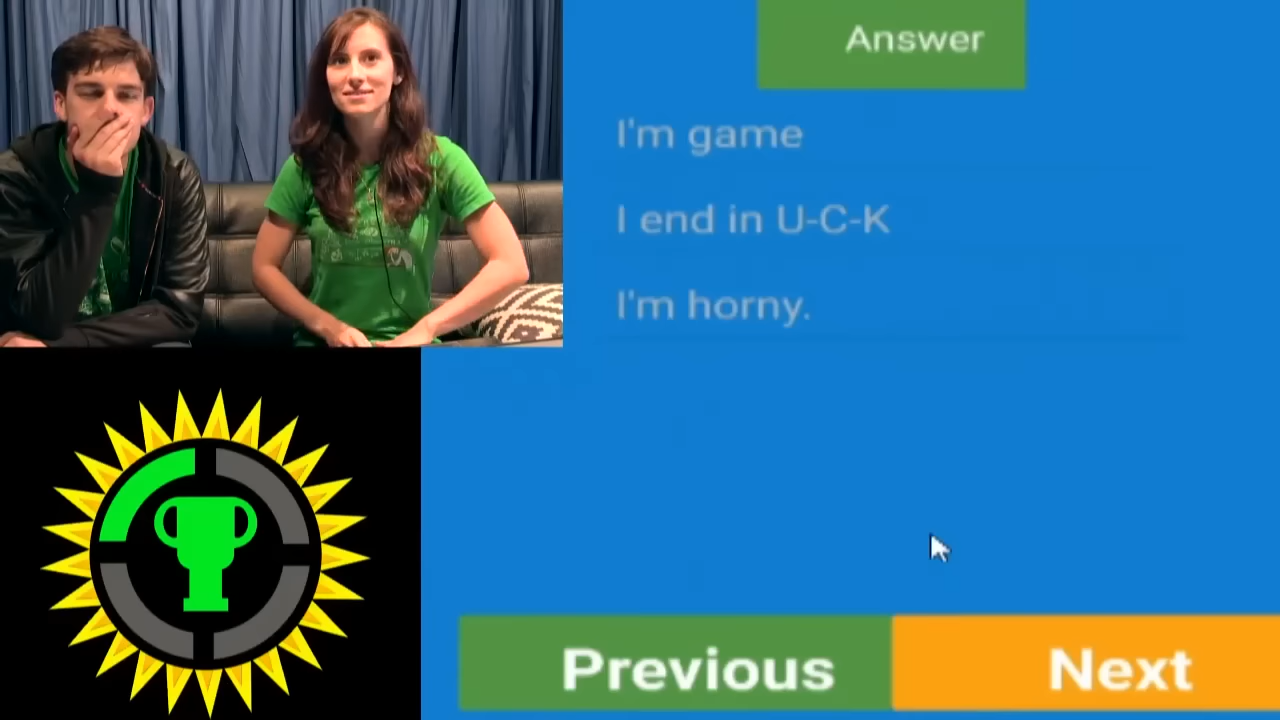 Answer
I'm game
I end in U-C-K
I'm horny.
Previous
Next